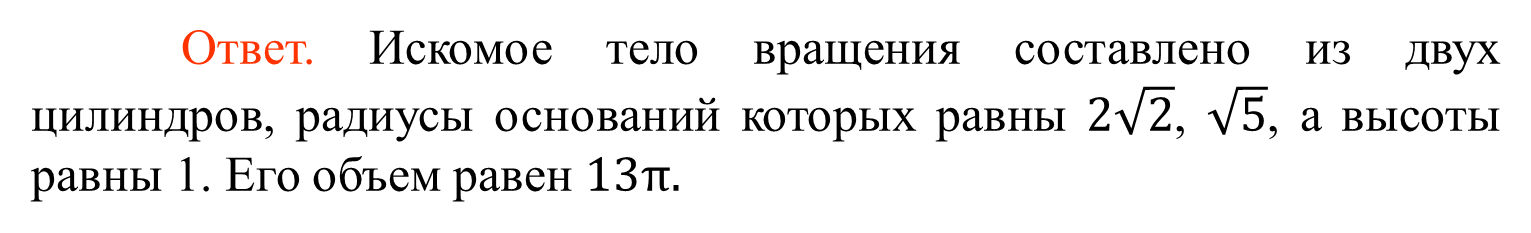 Ответ. Искомое тело вращения составлено из двух
цилиндров, радиусы оснований которых равны 2√2, √5, а высоты
равны 1. Его объем равен 13π.